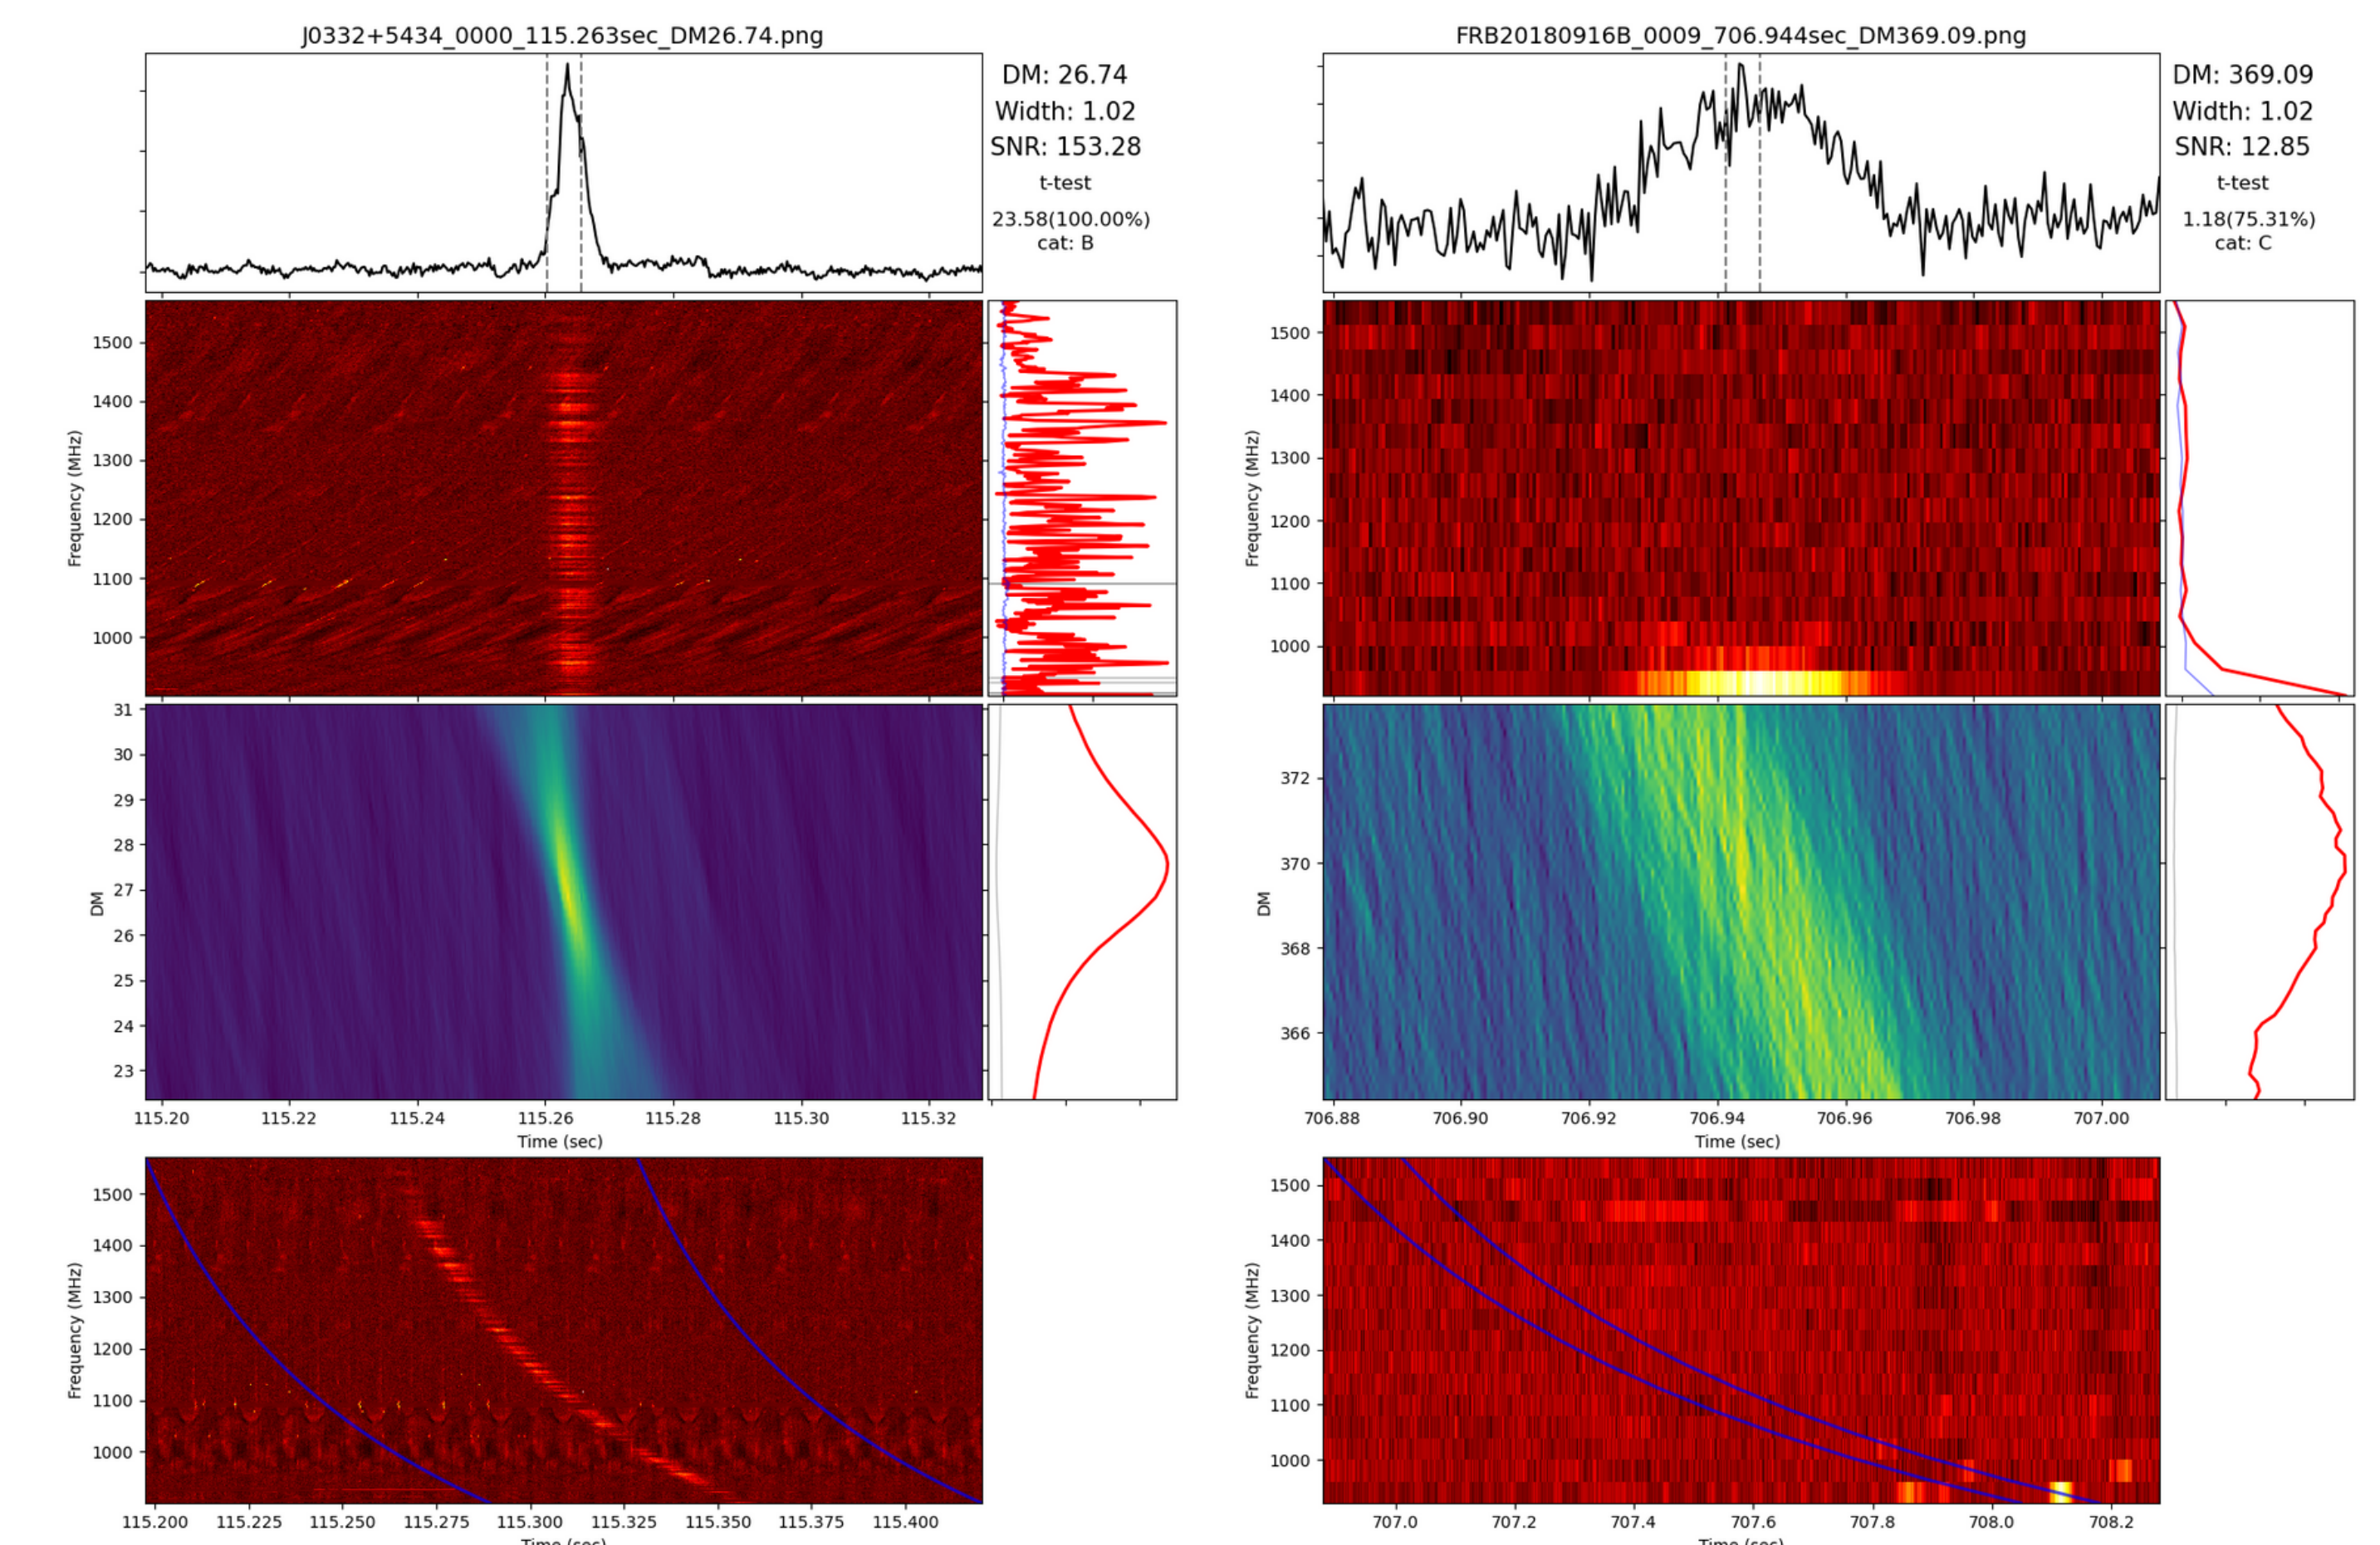 J0332+5434_0000_115.263sec_DM26.74.png
DM: 26.74
Width: 1.02
SNR: 153.28
t-test
23.58(100.00%)
cat: B
1500
1400
1300
1200
1100
1000
Frequency (MHz)
31
30
29
28
27
26
25
24
23
DM
115.20 115.22 115.24 115.26 115.28 115.30 115.32
Time (sec)
1500
1400
1300
1200
1100
1000
Frequency (MHz)
115.200 115.225 115.250 115.275 115.300 115.325 115.350 115.375 115.400
Time (sec)
FRB20180916B_0009_706.944sec_DM369.09.png
DM: 369.09
Width: 1.02
SNR: 12.85
t-test
1.18(75.31%)
cat: C
1500
1400
1300
1200
1100
1000
Frequency (MHz)
372
370
368
366
DM
706.88 706.90 706.92 706.94 706.96 706.98 707.00
Time (sec)
1500
1400
1300
1200
1100
1000
Frequency (MHz)
707.0 707.2 707.4 707.6 707.8 708.0 708.2
Time (sec)